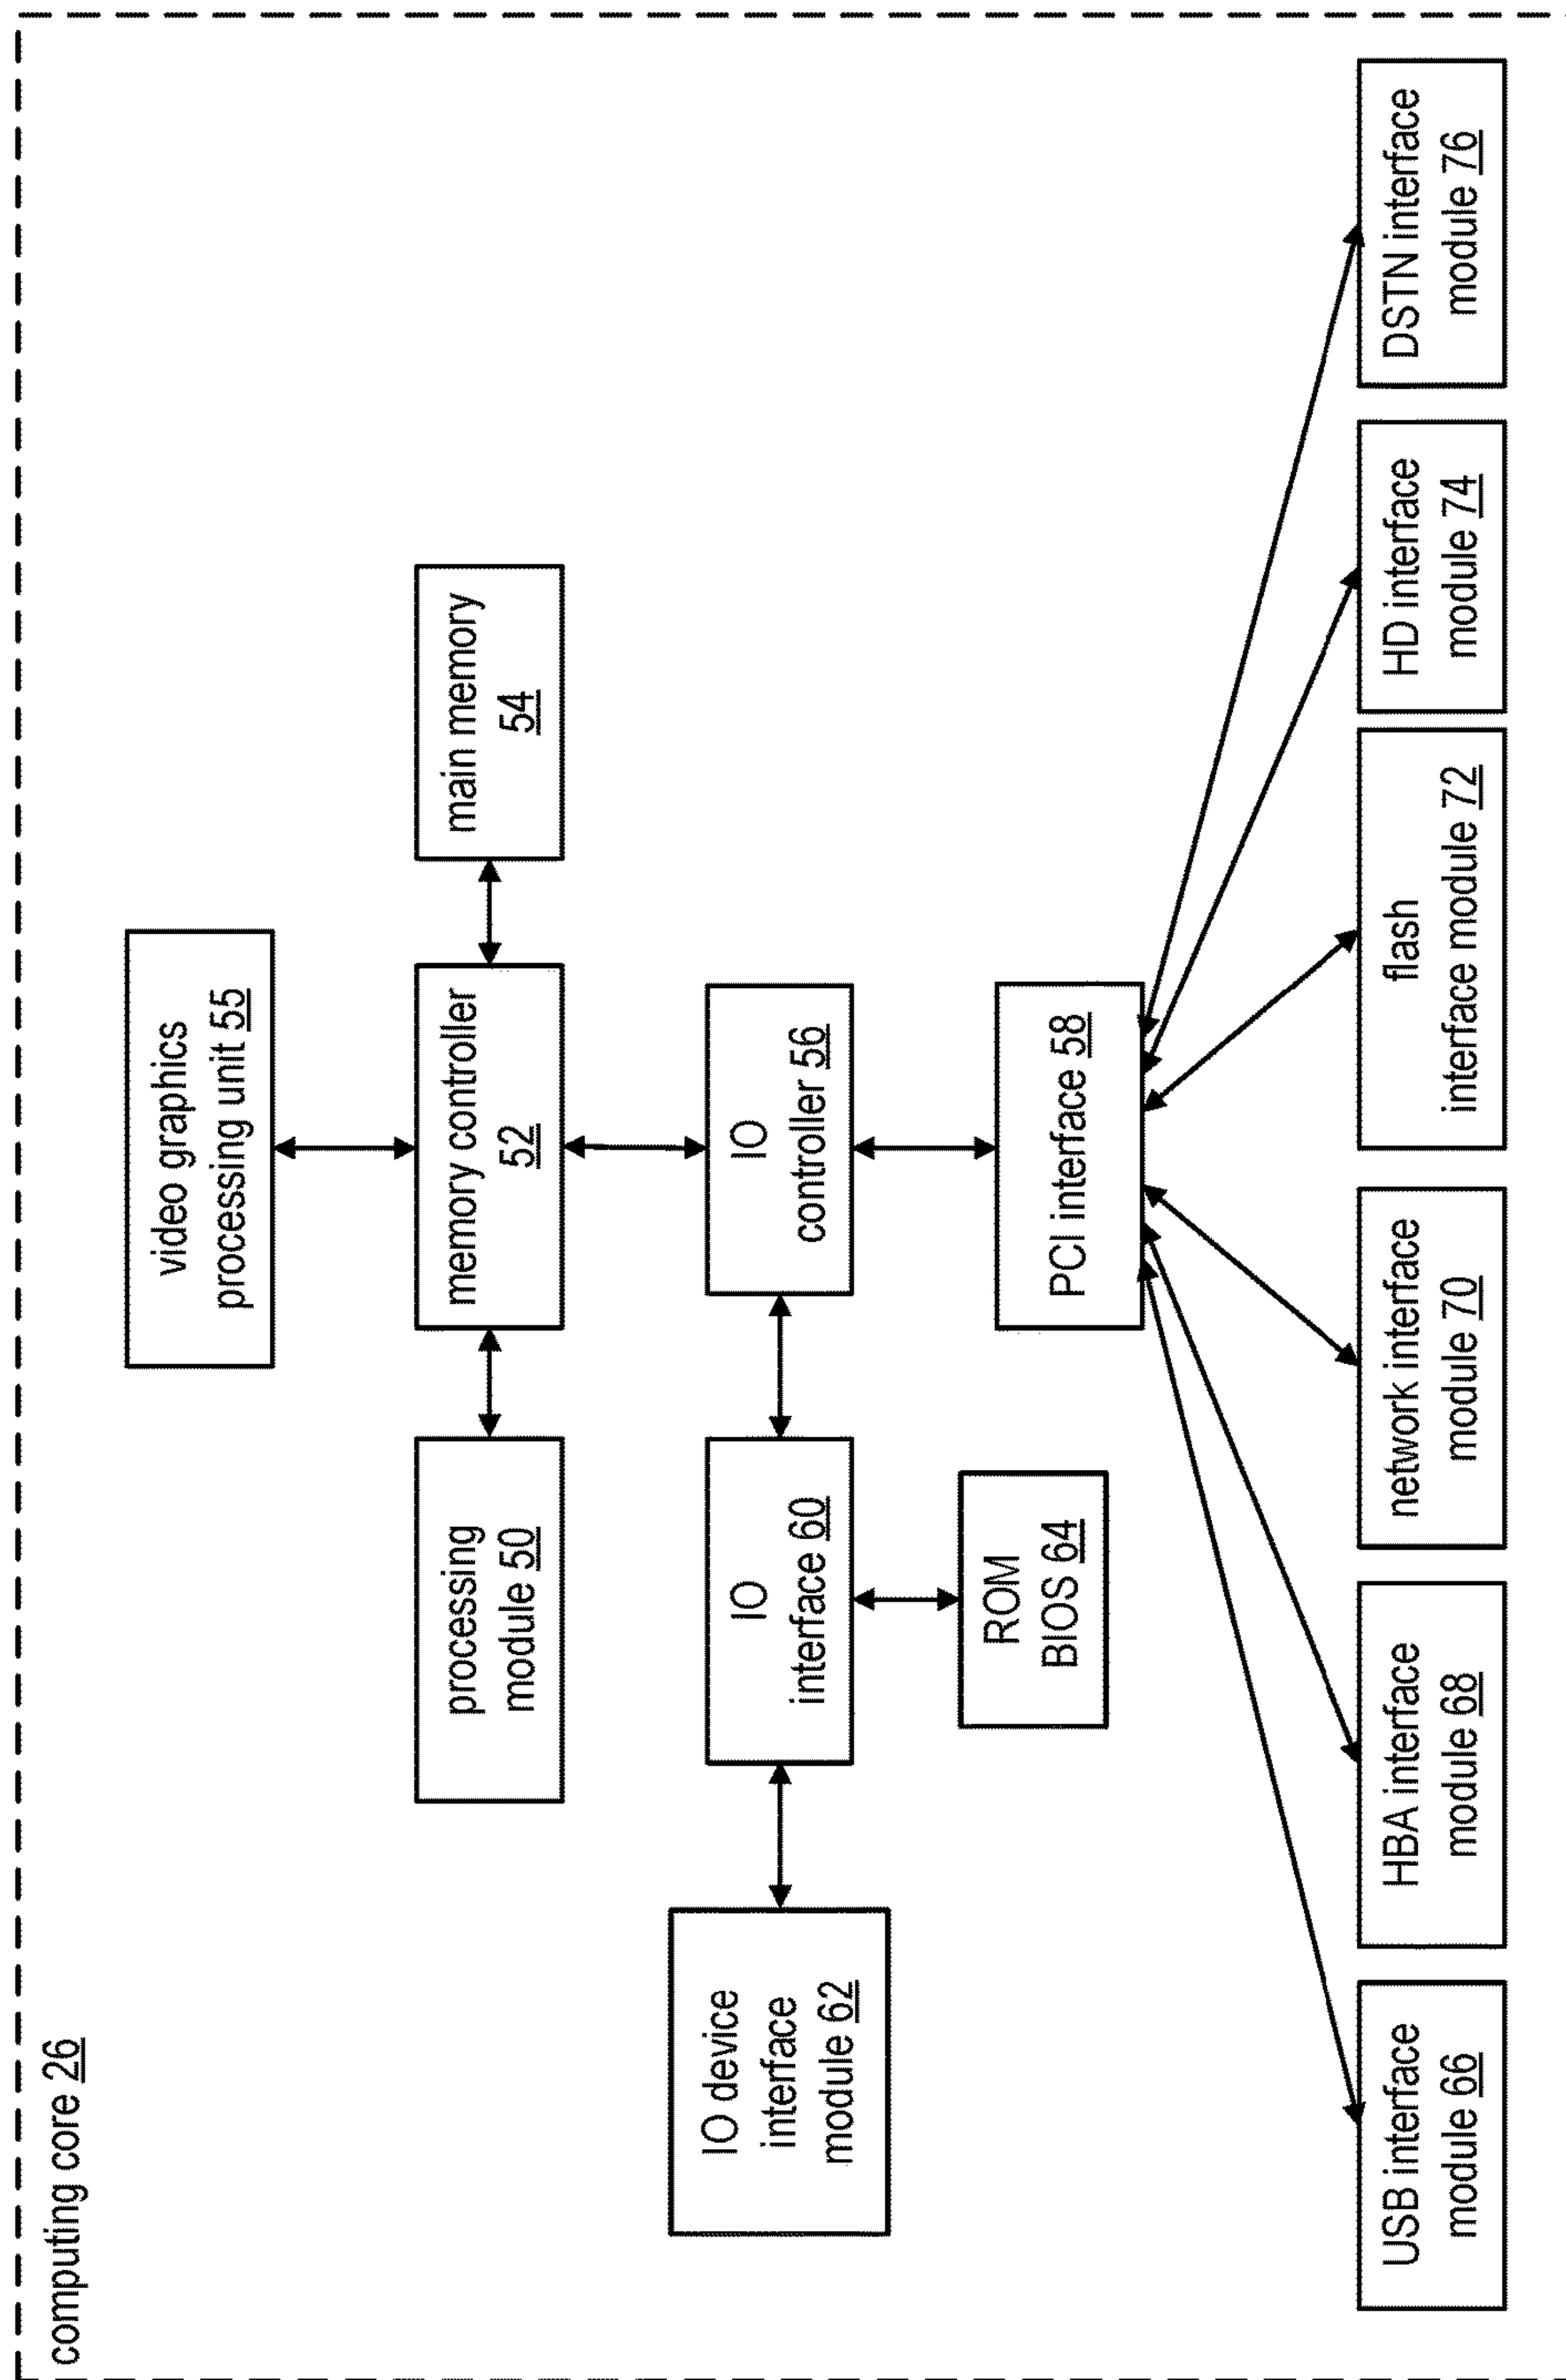 computing core 26
video graphics
processing unit 55
processing
module 50
memory controller
52
main memory
54
IO device
interface
module 62
IO
interface 60
IO
controller 56
ROM
BIOS 64
PCI interface 58
USB interface
module 66
HBA interface
module 68
network interface
module 70
flash
interface module 72
HD interface
module 74
DSTN interface
module 76